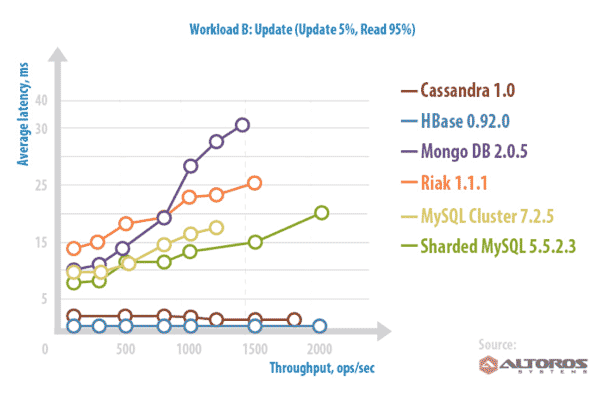 Workload B: Update (Update 5%, Read 95%)
Average latency, ms
40
30
25
15
5
0
500
1000
1500
2000
Throughput, ops/sec
Cassandra 1.0
HBase 0.92.0
Mongo DB 2.0.5
Riak 1.1.1
MySQL Cluster 7.2.5
Sharded MySQL 5.5.2.3
Source:
ALTOROS
SYSTEMS